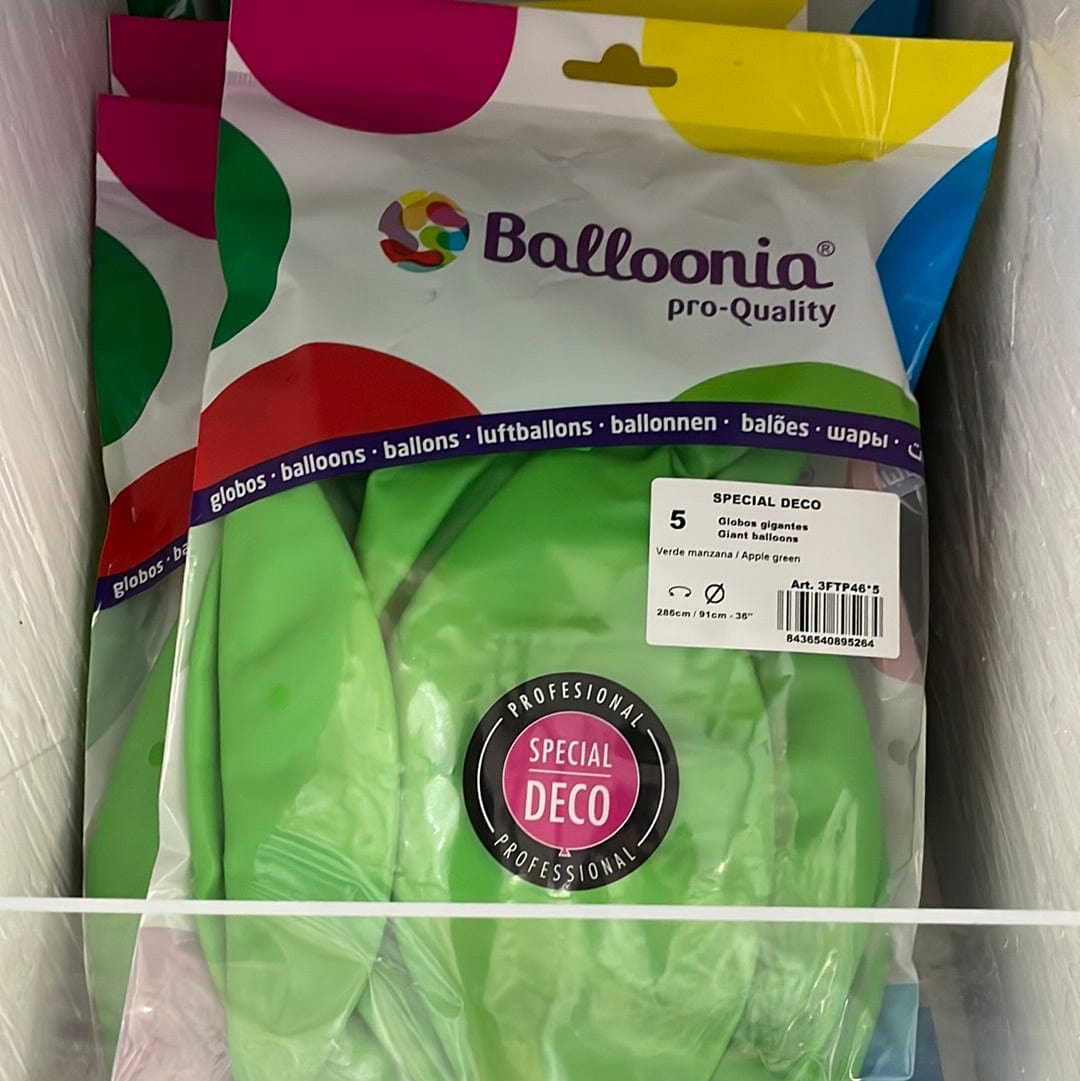 Balloonia®
pro-Quality
globos · balloons · ballons · luftballons · ballonnen · balões · шары ·
globos · ba
SPECIAL DECO
5
Globos gigantes
Giant balloons
Verde manzana / Apple green
286cm / 91cm - 36"
Art. 3FTP46*5
8436540895264
PROFESIONAL
SPECIAL
DECO
PROFESSIONAL